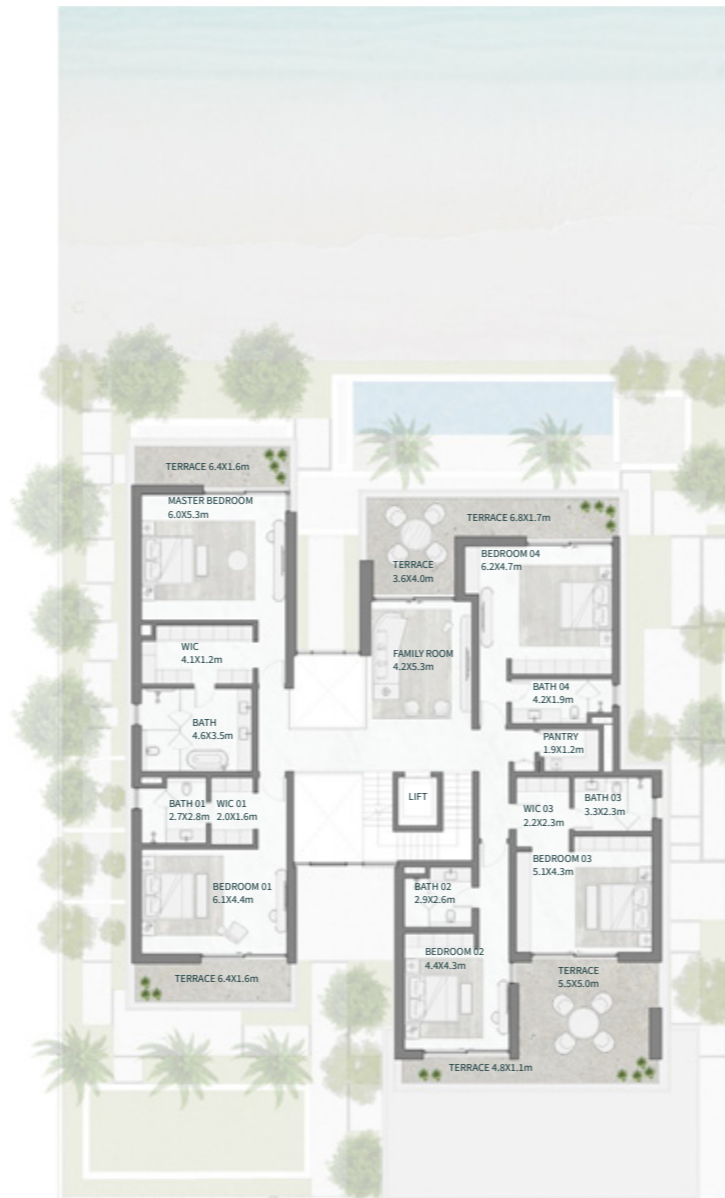 TERRACE 6.4X1.6m
MASTER BEDROOM
6.0X5.3m
TERRACE 6.8X1.7m
TERRACE
3.6X4.0m
BEDROOM 04
6.2X4.7m
WIC
4.1X1.2m
FAMILY ROOM
4.2X5.3m
BATH 04
4.2X1.9m
BATH
4.6X3.5m
PANTRY
1.9X1.2m
BATH 01
2.7X2.8m
WIC 01
2.0X1.6m
LIFT
WIC 03
2.2X2.3m
BATH 03
3.3X2.3m
BEDROOM 03
5.1X4.3m
BEDROOM 01
6.1X4.4m
BATH 02
2.9X2.6m
BEDROOM 02
4.4X4.3m
TERRACE 6.4X1.6m
TERRACE
5.5X5.0m
TERRACE 4.8X1.1m